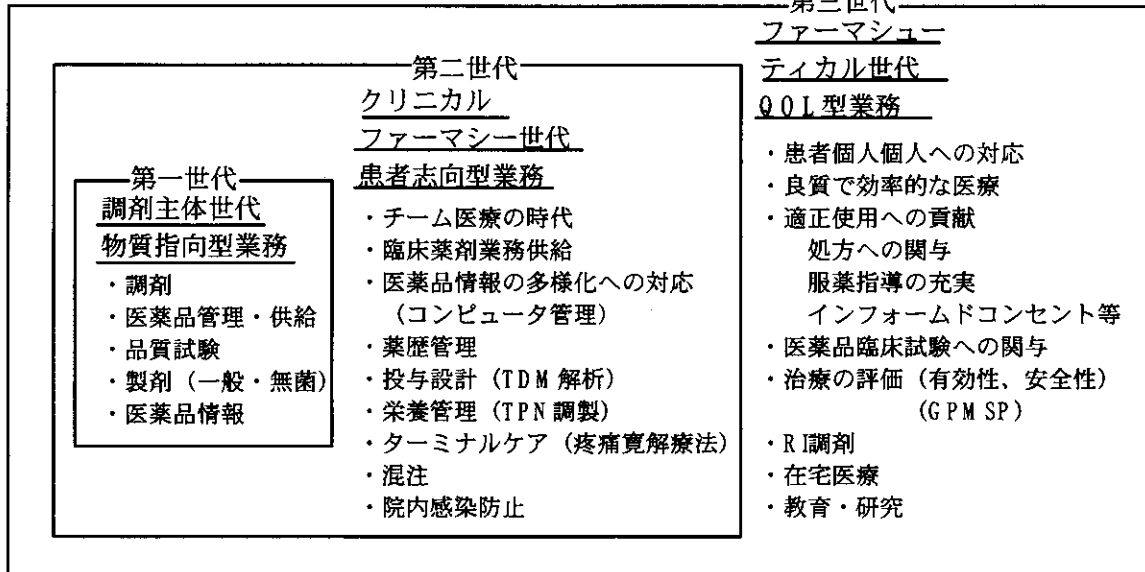 第一世代
調剤主体世代
物質指向型業務
・調剤
・医薬品管理・供給
・品質試験
・製剤（一般・無菌）
・医薬品情報
第二世代
クリニカル
ファーマシー世代
患者志向型業務
・チーム医療の時代
・臨床薬剤業務供給
・医薬品情報の多様化への対応
（コンピュータ管理）
・薬歴管理
・投与設計（TDM解析）
・栄養管理（TPN調製）
・ターミナルケア（疼痛寛解療法）
・混注
・院内感染防止
第三世代
ファーマシュー
ティカル世代
QOL型業務
・患者個人個人への対応
・良質で効率的な医療
・適正使用への貢献
処方への関与
服薬指導の充実
インフォームドコンセント等
・医薬品臨床試験への関与
・治療の評価（有効性、安全性）
(GPMSP)
・RI調剤
・在宅医療
・教育・研究